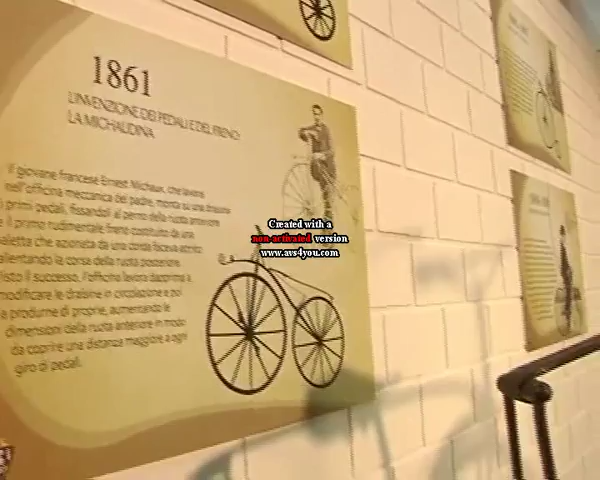 1861
L'INVENZIONE DEI PEDALI E DEL FRENO:
LA MICHAUDINA
Il giovane francese Ernest Michaux, che lavora
nell'officina meccanica del padre, monta su una draisina
i primi pedali, fissandoli al perno della ruota anteriore
e il primo rudimentale freno costituito da una
che azionata da una corda faceva attrito
rallentando la corsa della ruota posteriore.
Visto il successo, l'officina lavora dapprima a
modificare le draisine in circolazione e poi
a produrne di proprie, aumentando le
dimensioni della ruota anteriore in modo
da coprire una distanza maggiore a ogni
giro di pedali.
Created with a
non-activated version
www.avs4you.com